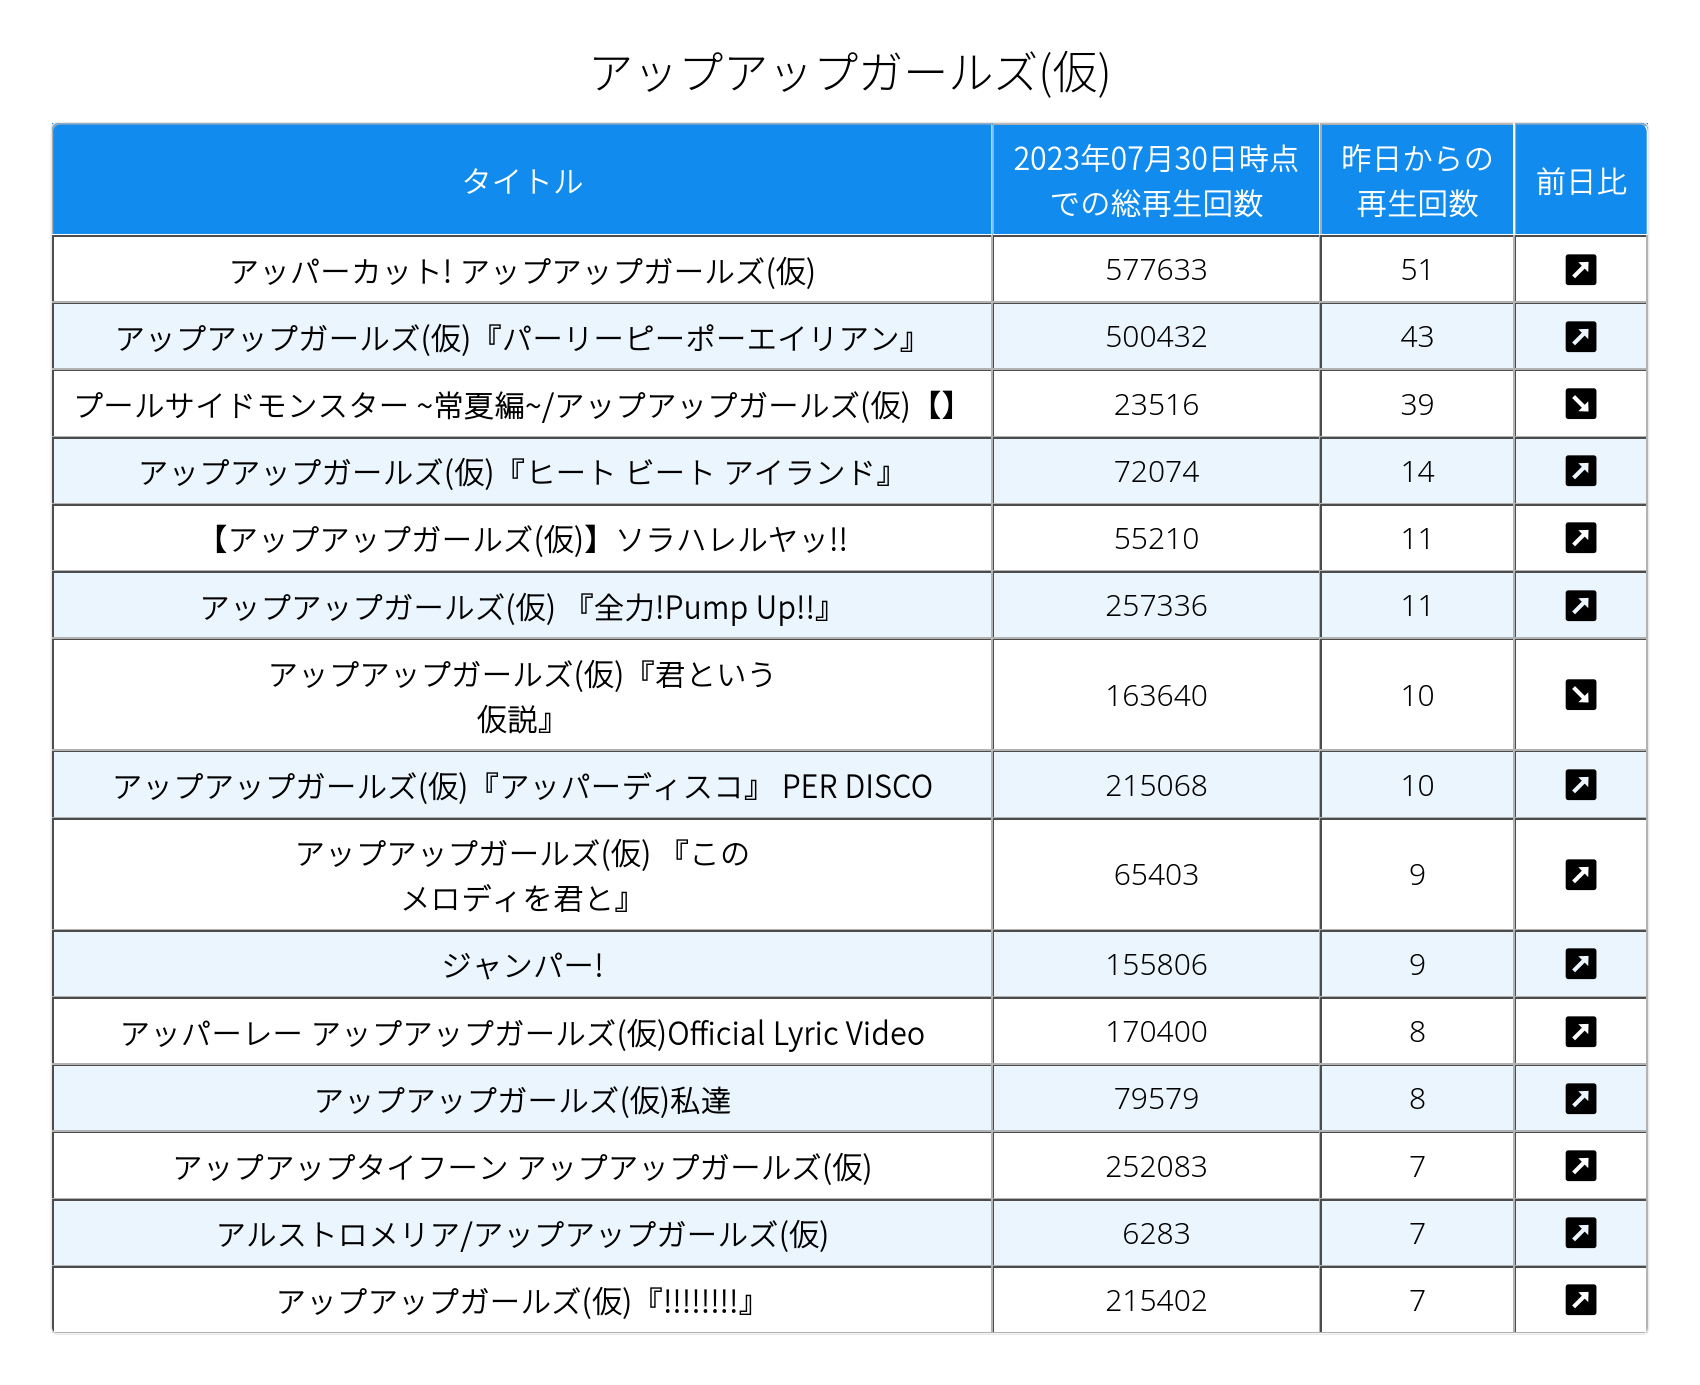 アップアップガールズ(仮)
タイトル
2023年07月30日時点
での総再生回数
昨日からの
再生回数
前日比
アッパーカット! アップアップガールズ(仮)
577633
51
アップアップガールズ(仮)『パーリーピーポーエイリアン』
500432
43
プールサイドモンスター ~常夏編~/アップアップガールズ(仮)【】
23516
39
アップアップガールズ(仮)『ヒート ビート アイランド』
72074
14
【アップアップガールズ(仮)】ソラハレルヤッ!!
55210
11
アップアップガールズ(仮) 『全力!Pump Up!!』
257336
11
アップアップガールズ(仮)『君という
仮説』
163640
10
アップアップガールズ(仮)『アッパーディスコ』 PER DISCO
215068
10
アップアップガールズ(仮) 『この
メロディを君と』
65403
9
ジャンパー!
155806
9
アッパーレー アップアップガールズ(仮)Official Lyric Video
170400
8
アップアップガールズ(仮)私達
79579
8
アップアップタイフーン アップアップガールズ(仮)
252083
7
アルストロメリア/アップアップガールズ(仮)
6283
7
アップアップガールズ(仮)『!!!!!!!!』
215402
7